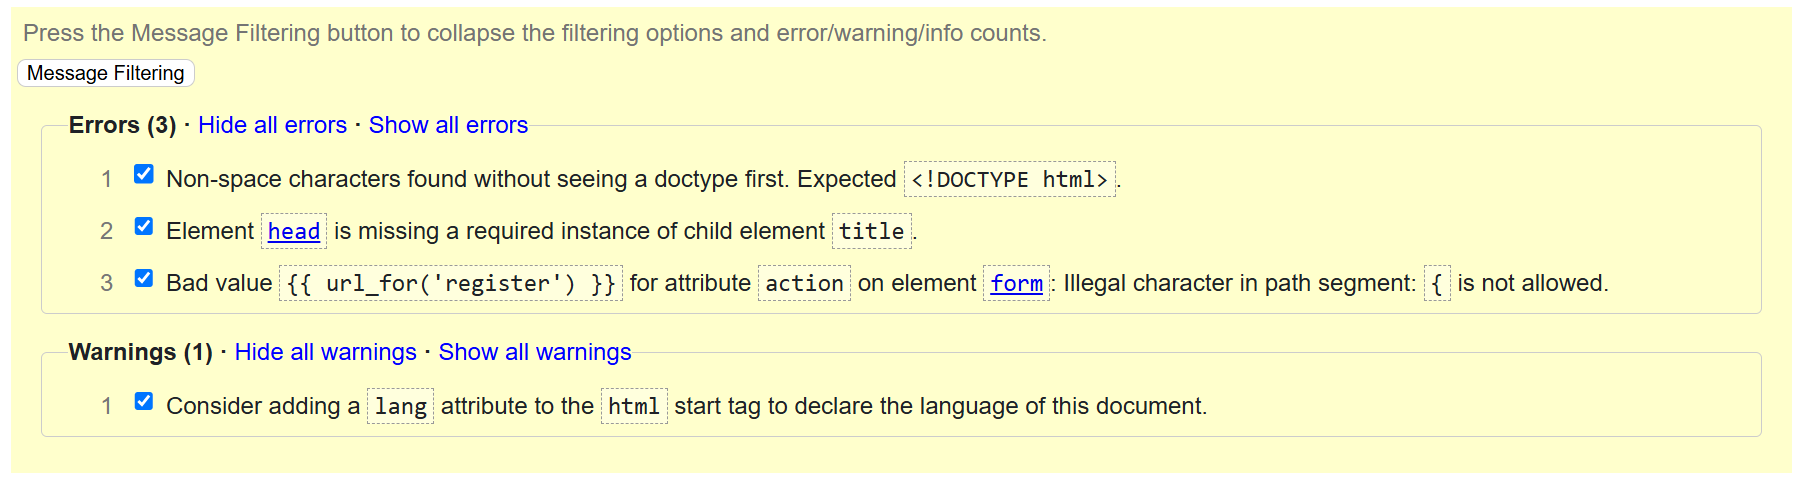 Press the Message Filtering button to collapse the filtering options and error/warning/info counts.
Message Filtering
Errors (3) · Hide all errors · Show all errors
1 Non-space characters found without seeing a doctype first. Expected <!DOCTYPE html>.
2 Element head is missing a required instance of child element title.
3 Bad value {{ url_for('register') }} for attribute action on element form: Illegal character in path segment: { is not allowed.
Warnings (1) · Hide all warnings · Show all warnings
1 Consider adding a lang attribute to the html start tag to declare the language of this document.